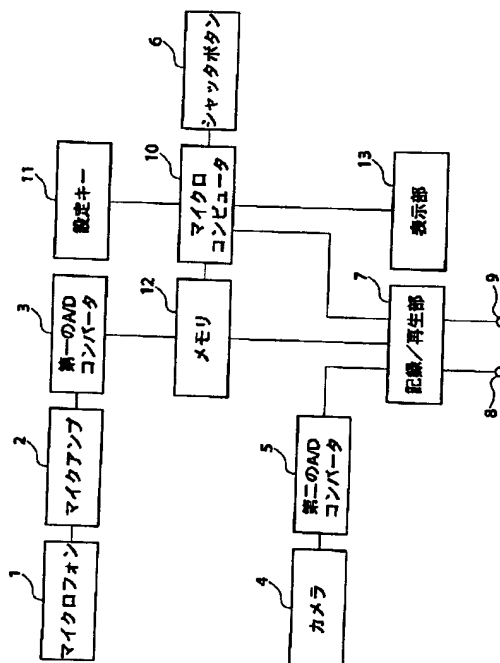 1
マイクロフォン
2
マイクアンプ
3
第一のA/D
コンバータ
11
設定キー
12
メモリ
10
マイクロ
コンピュータ
6
シャッタボタン
4
カメラ
5
第二のA/D
コンバータ
7
記録/再生部
13
表示部
8
9